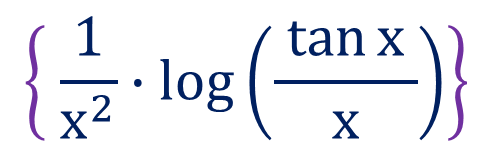 { 1/x² · log ( tan x / x ) }